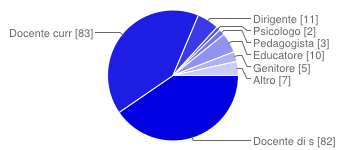 Docente curr [83]
Dirigente [11]
Psicologo [2]
Pedagogista [3]
Educatore [10]
Genitore [5]
Altro [7]
Docente di s [82]